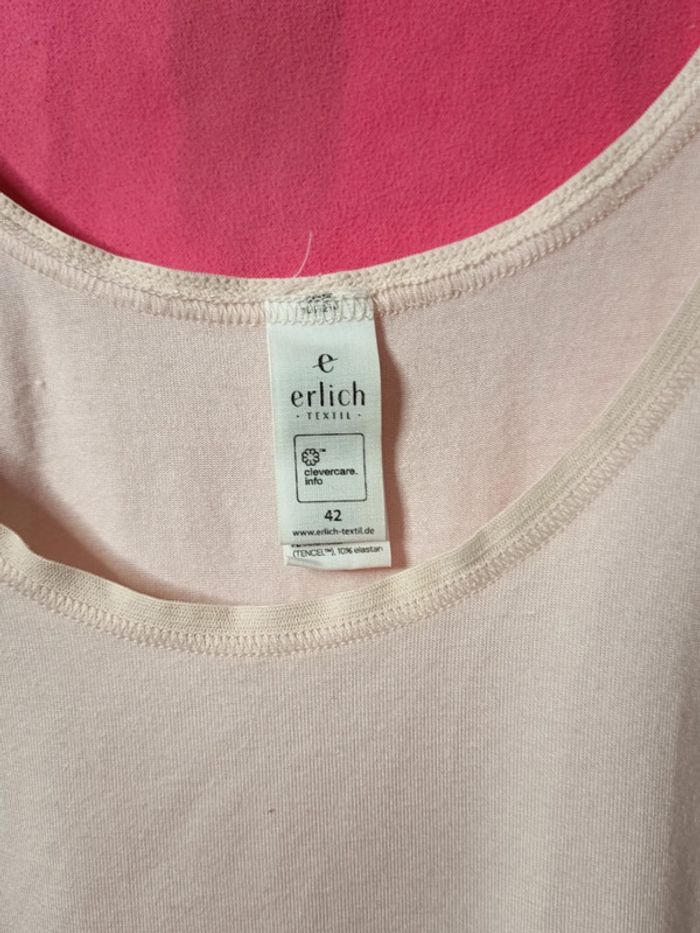 e
erlich
· TEXTIL ·
clevercare.
info
42
www.erlich-textil.de
(TENCEL™), 10% elastan